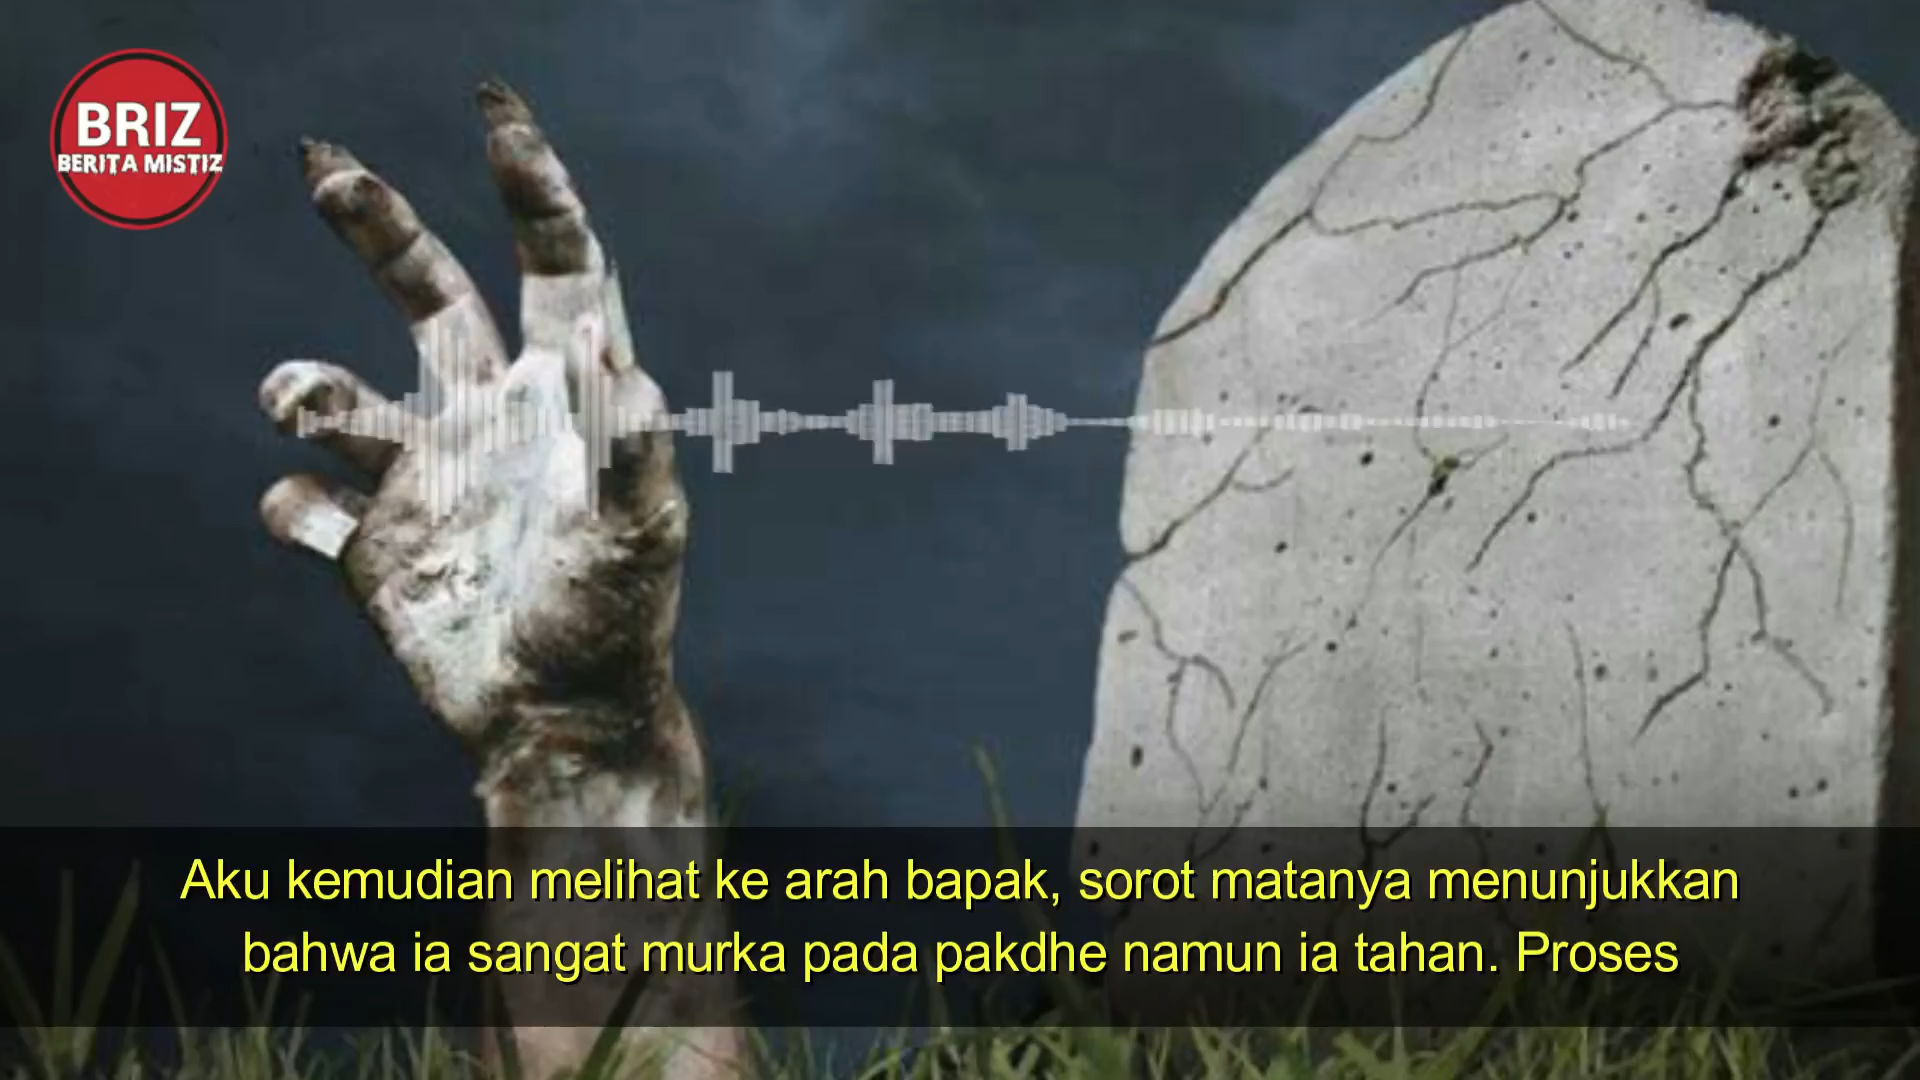 BRIZ
BERITA MISTIZ
Aku kemudian melihat ke arah bapak, sorot matanya menunjukkan
bahwa ia sangat murka pada pakdhe namun ia tahan. Proses